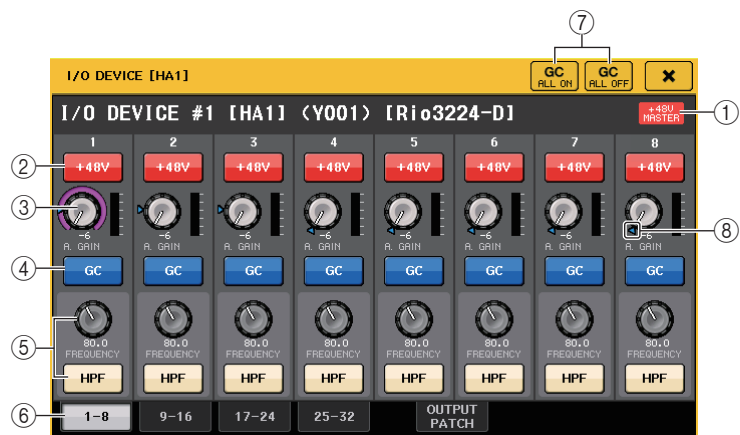 ⑦
I/O DEVICE [HA1] GC ALL ON GC ALL OFF ×
I/O DEVICE #1 [HA1] (Y001) [Rio3224-D] +48V MASTER ①
1 2 3 4 5 6 7 8
② +48V +48V +48V +48V +48V +48V +48V +48V
③
-6 -6 -6 -6 -6 -6 -6 -6 ⑧
A. GAIN A. GAIN A. GAIN A. GAIN A. GAIN A. GAIN A. GAIN A. GAIN
④ GC GC GC GC GC GC GC GC
80.0 80.0 80.0 80.0 80.0 80.0 80.0 80.0
⑤ FREQUENCY FREQUENCY FREQUENCY FREQUENCY FREQUENCY FREQUENCY FREQUENCY FREQUENCY
HPF HPF HPF HPF HPF HPF HPF HPF
⑥ 1-8 9-16 17-24 25-32 OUTPUT PATCH